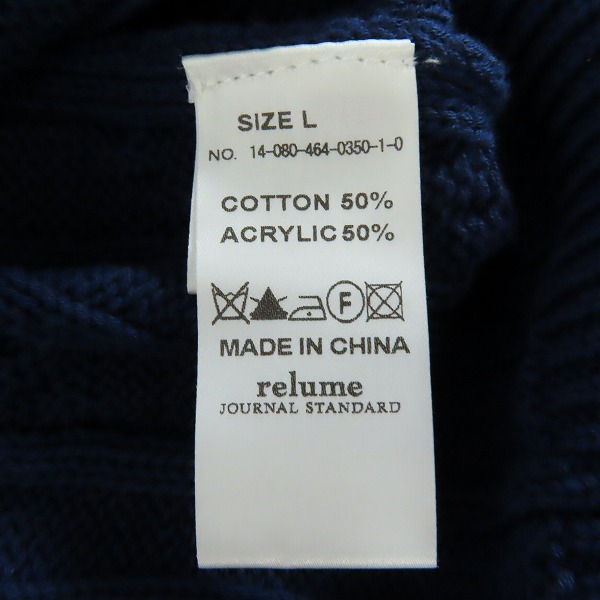 SIZE L
NO. 14-080-464-0350-1-0
COTTON 50%
ACRYLIC 50%
F
MADE IN CHINA
relume
JOURNAL STANDARD